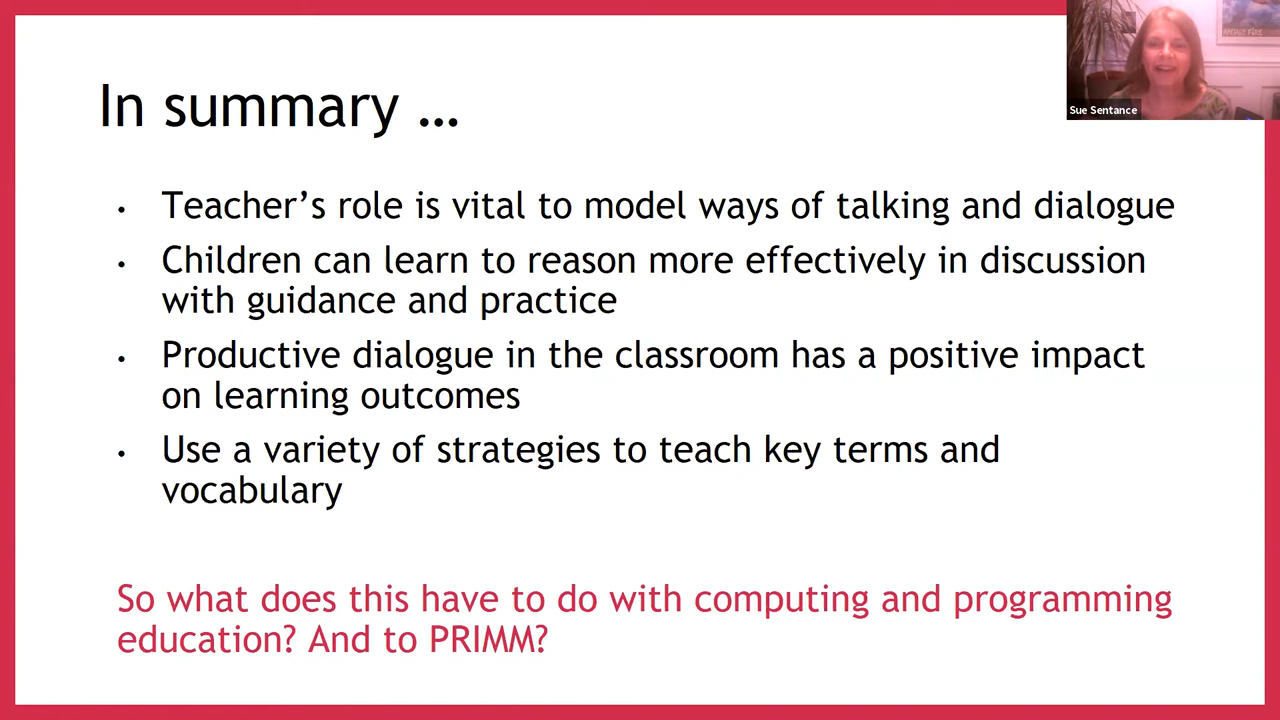 In summary ...
Sue Sentance
• Teacher’s role is vital to model ways of talking and dialogue
• Children can learn to reason more effectively in discussion
with guidance and practice
• Productive dialogue in the classroom has a positive impact
on learning outcomes
• Use a variety of strategies to teach key terms and
vocabulary
So what does this have to do with computing and programming
education? And to PRIMM?